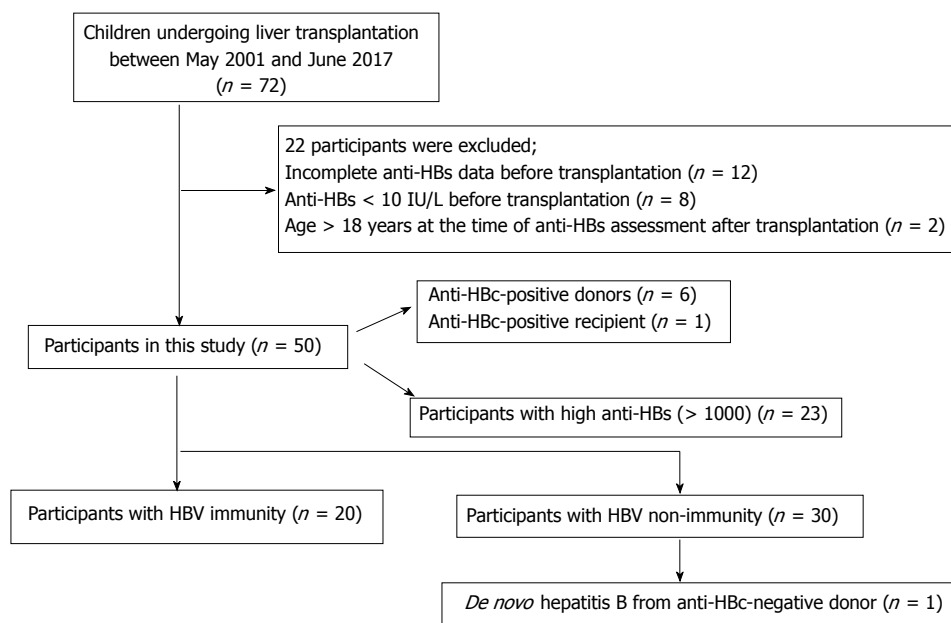 Children undergoing liver transplantation
between May 2001 and June 2017
(n = 72)
22 participants were excluded;
Incomplete anti-HBs data before transplantation (n = 12)
Anti-HBs < 10 IU/L before transplantation (n = 8)
Age > 18 years at the time of anti-HBs assessment after transplantation (n = 2)
Anti-HBc-positive donors (n = 6)
Anti-HBc-positive recipient (n = 1)
Participants in this study (n = 50)
Participants with high anti-HBs (> 1000) (n = 23)
Participants with HBV immunity (n = 20)
Participants with HBV non-immunity (n = 30)
De novo hepatitis B from anti-HBc-negative donor (n = 1)